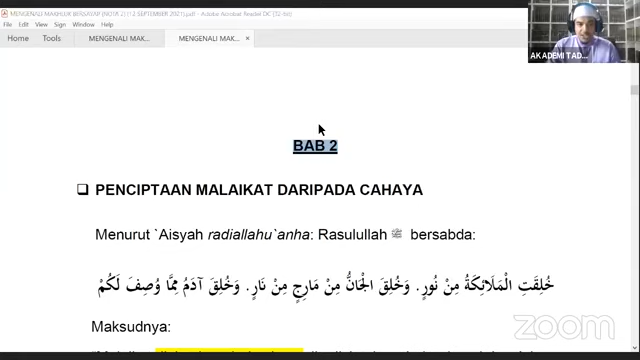 MENGENALI MAKHLUK BERSAYAP (NOTA 2) (12 SEPTEMBER 2021).pdf - Adobe Acrobat Reader DC (32-bit)
File Edit View Sign Window Help
Home Tools MENGENALI MAK... MENGENALI MAK... ×
AKADEMI TAD...
BAB 2
❑ PENCIPTAAN MALAIKAT DARIPADA CAHAYA
Menurut `Aisyah radiallahu`anha: Rasulullah ﷺ bersabda:
خُلِقَتِ الْمَلَائِكَةُ مِنْ نُورٍ. وَخُلِقَ الْجَانُّ مِنْ مَارِجٍ مِنْ نَارٍ. وَخُلِقَ آدَمُ مِمَّا وُصِفَ لَكُمْ
Maksudnya:
zoom